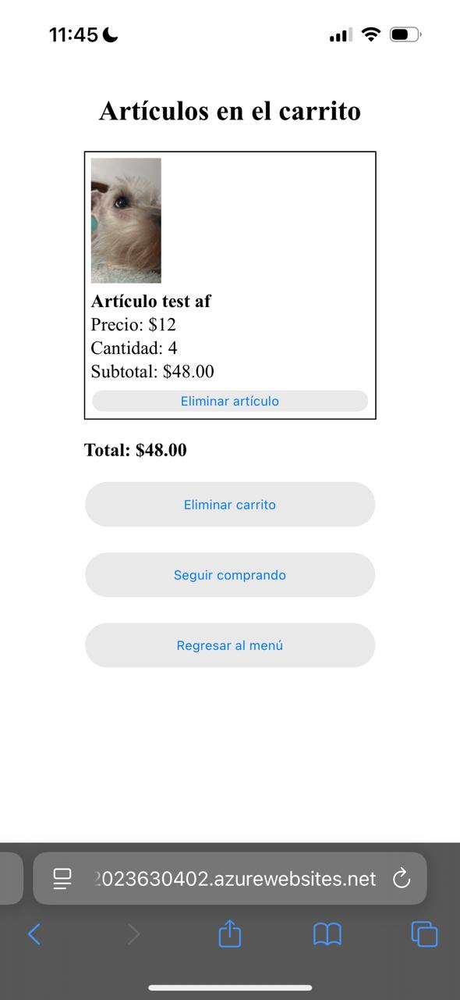 11:45
Artículos en el carrito
Artículo test af
Precio: $12
Cantidad: 4
Subtotal: $48.00
Eliminar artículo
Total: $48.00
Eliminar carrito
Seguir comprando
Regresar al menú
2023630402.azurewebsites.net